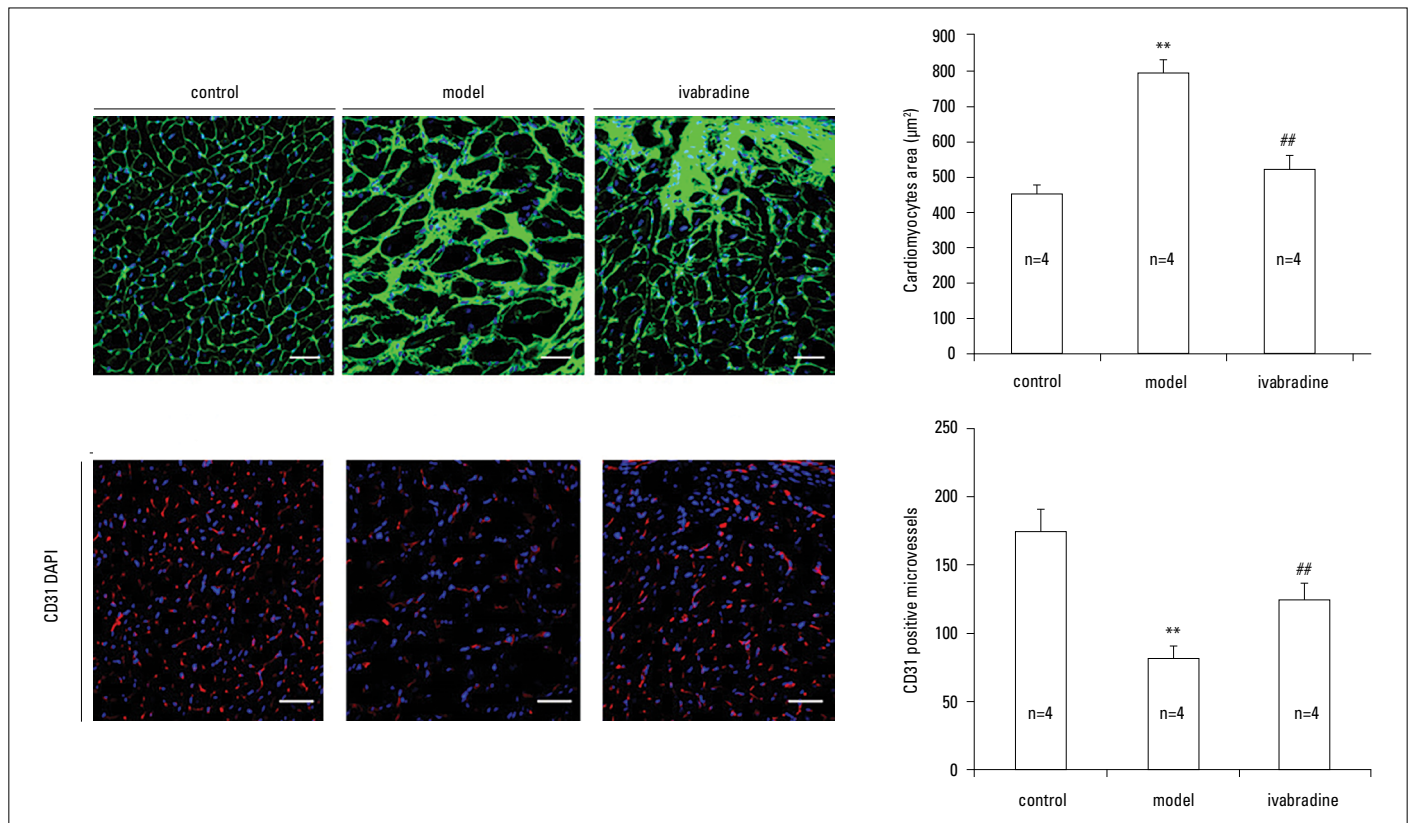 control
model
ivabradine
CD31 DAPI
Cardiomyocytes area (µm²)
900
800
700
600
500
400
300
200
100
0
**
##
n=4
n=4
n=4
control
model
ivabradine
CD31 positive microvessels
250
200
150
100
50
0
**
##
n=4
n=4
n=4
control
model
ivabradine